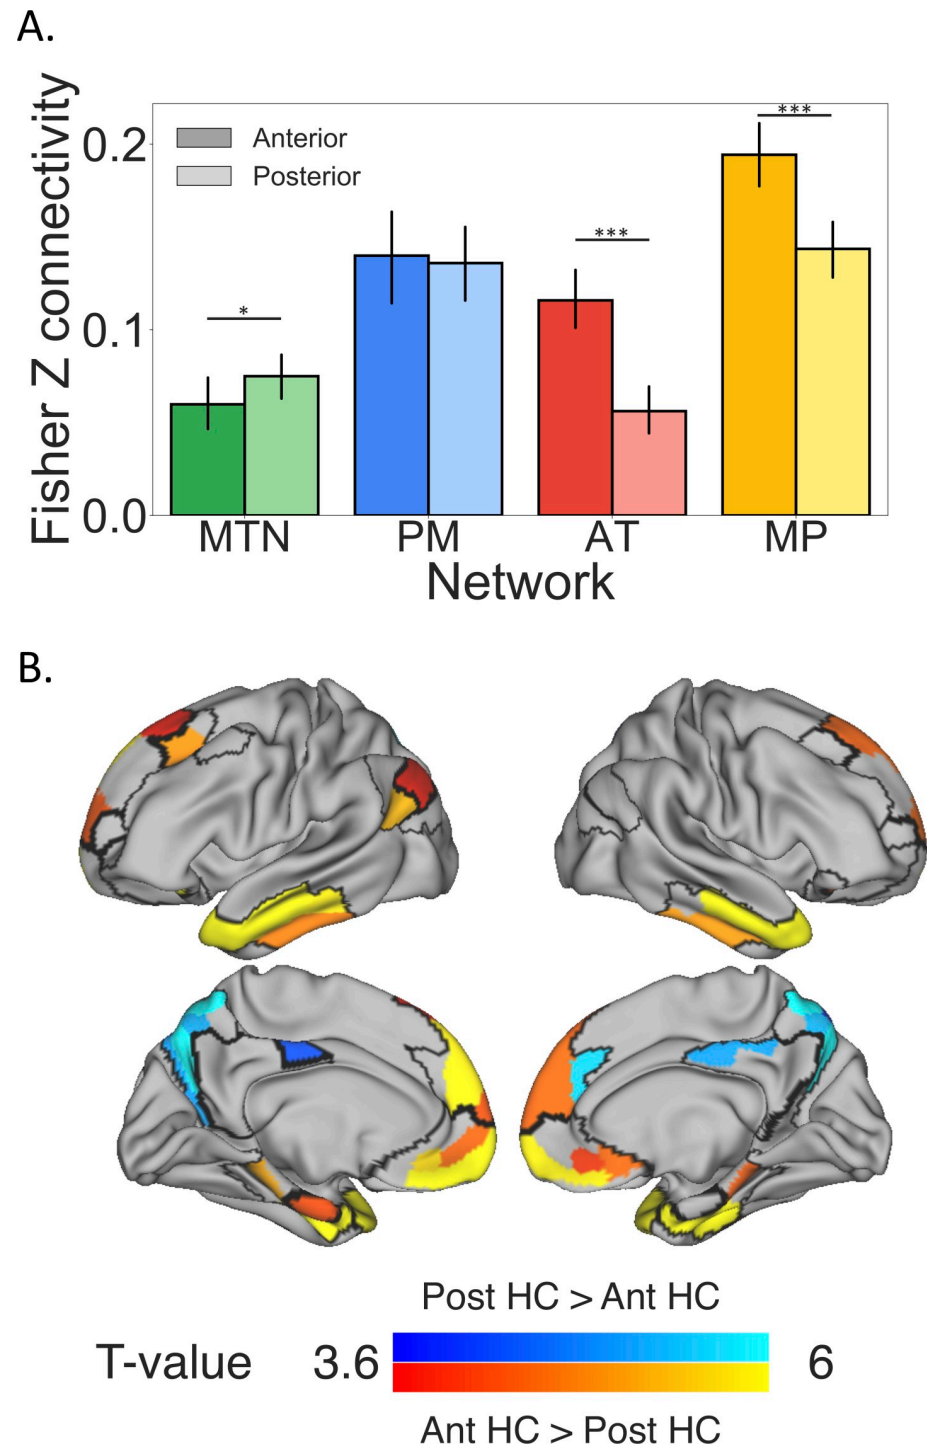 A.
Fisher Z connectivity
0.2
0.1
0.0
Anterior
Posterior
*
***
***
MTN PM AT MP
Network
B.
Post HC > Ant HC
T-value 3.6 6
Ant HC > Post HC